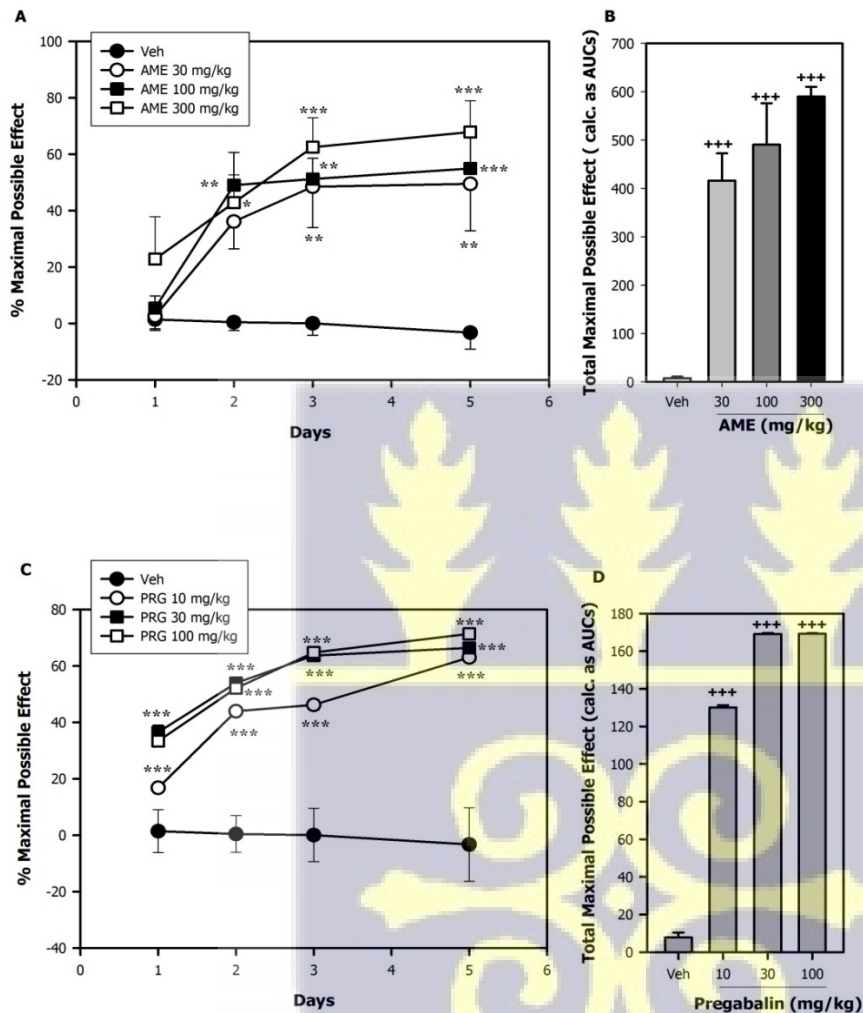 A
Veh
AME 30 mg/kg
AME 100 mg/kg
AME 300 mg/kg
% Maximal Possible Effect
100
80
60
40
20
0
-20
***
***
**
**
***
*
**
**
0 1 2 3 4 5 6
Days
B
Total Maximal Possible Effect ( calc. as AUCs)
700
600
500
400
300
200
100
0
+++
+++
+++
Veh 30 100 300
AME (mg/kg)
C
Veh
PRG 10 mg/kg
PRG 30 mg/kg
PRG 100 mg/kg
% Maximal Possible Effect
80
60
40
20
0
-20
-40
***
***
***
***
***
***
***
***
***
***
***
0 1 2 3 4 5 6
Days
D
Total Maximal Possible Effect (calc. as AUCs)
180
160
140
120
100
80
60
40
20
0
+++
+++
+++
Veh 10 30 100
Pregabalin (mg/kg)